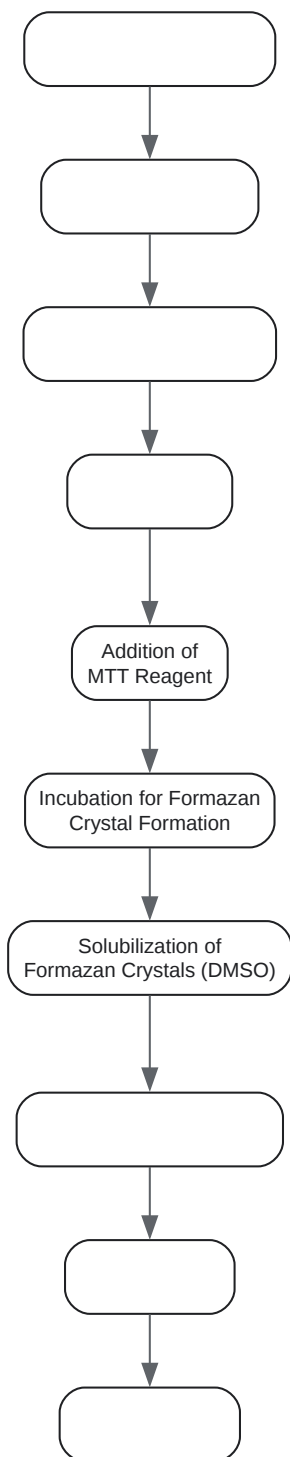 Addition of
MTT Reagent
Incubation for Formazan
Crystal Formation
Solubilization of
Formazan Crystals (DMSO)